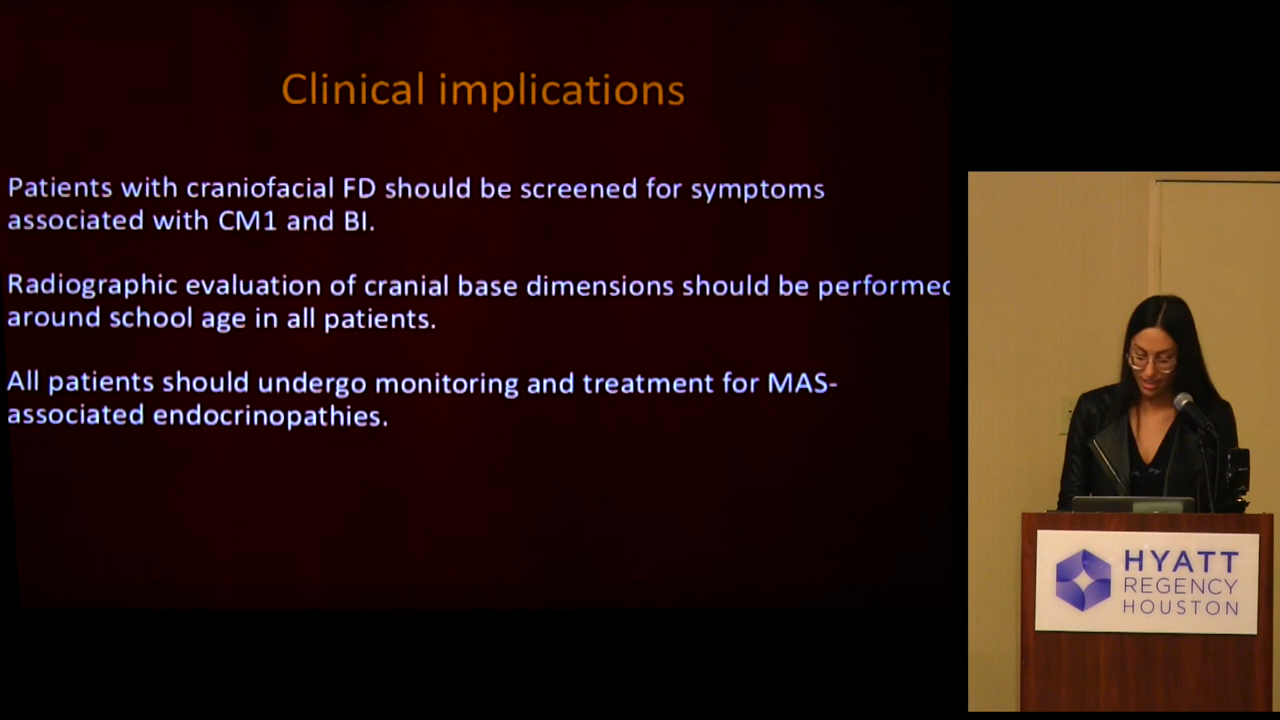 Clinical implications
Patients with craniofacial FD should be screened for symptoms
associated with CM1 and BI.
Radiographic evaluation of cranial base dimensions should be performed
around school age in all patients.
All patients should undergo monitoring and treatment for MAS-
associated endocrinopathies.
HYATT
REGENCY
HOUSTON